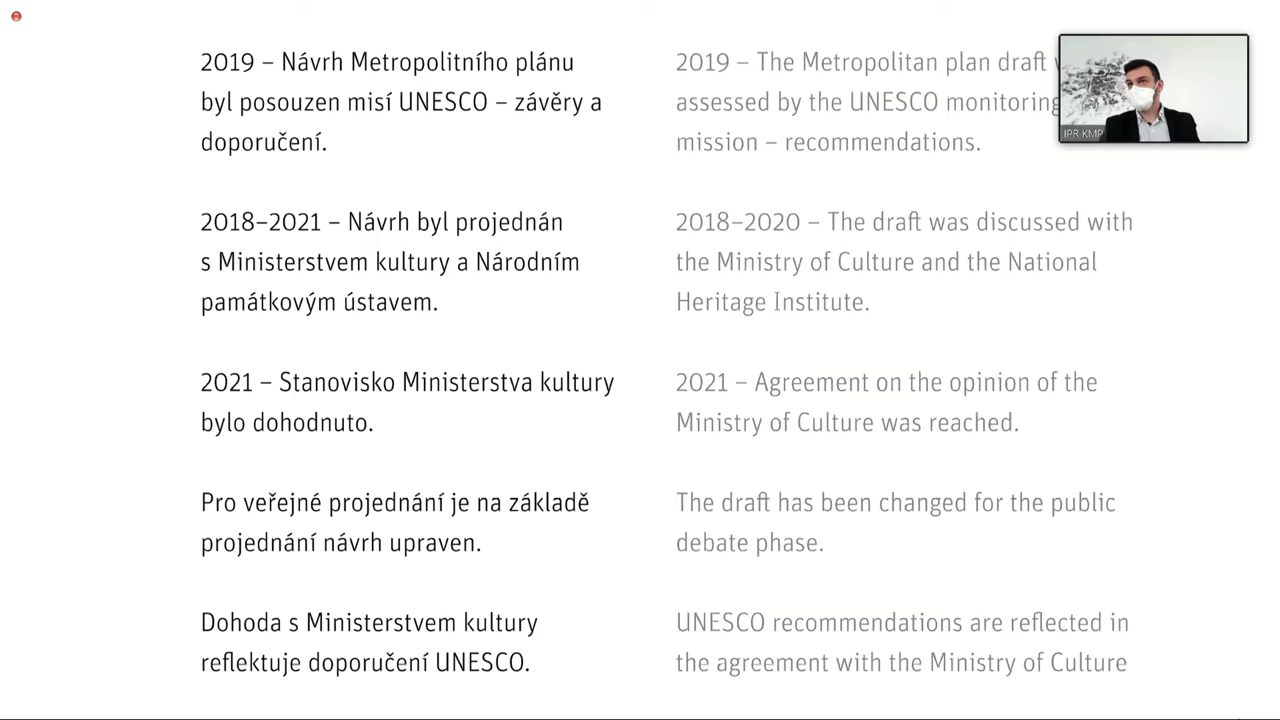 2019 – Návrh Metropolitního plánu
byl posouzen misí UNESCO – závěry a
doporučení.
2018–2021 – Návrh byl projednán
s Ministerstvem kultury a Národním
památkovým ústavem.
2021 – Stanovisko Ministerstva kultury
bylo dohodnuto.
Pro veřejné projednání je na základě
projednání návrh upraven.
Dohoda s Ministerstvem kultury
reflektuje doporučení UNESCO.
2019 – The Metropolitan plan draft
assessed by the UNESCO monitoring
mission – recommendations.
2018–2020 – The draft was discussed with
the Ministry of Culture and the National
Heritage Institute.
2021 – Agreement on the opinion of the
Ministry of Culture was reached.
The draft has been changed for the public
debate phase.
UNESCO recommendations are reflected in
the agreement with the Ministry of Culture
IPR KMP